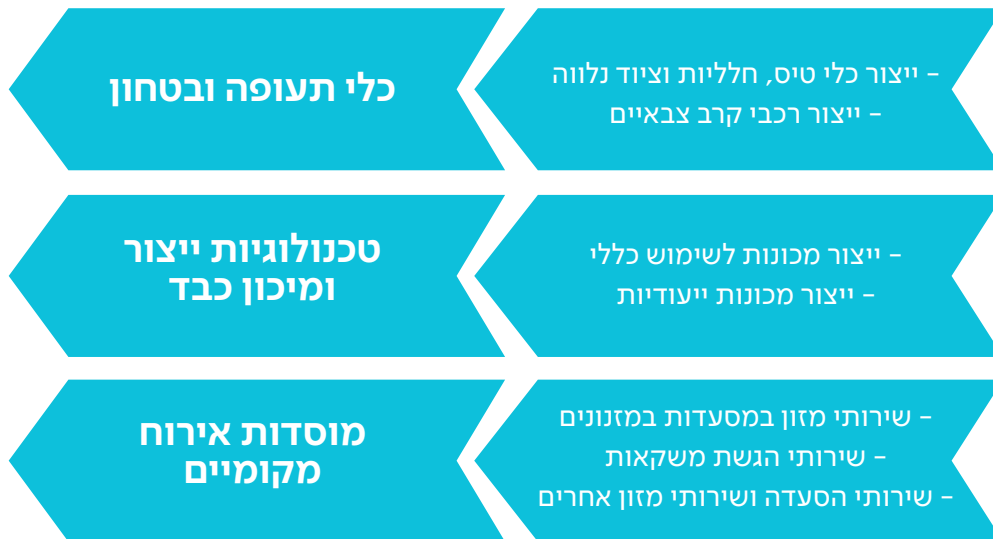 – ייצור כלי טיס, חלליות וציוד נלווה
– ייצור רכבי קרב צבאיים
כלי תעופה ובטחון
– ייצור מכונות לשימוש כללי
– ייצור מכונות ייעודיות
טכנולוגיות ייצור
ומיכון כבד
– שירותי מזון במסעדות במזנונים
– שירותי הגשת משקאות
– שירותי הסעדה ושירותי מזון אחרים
מוסדות אירוח
מקומיים